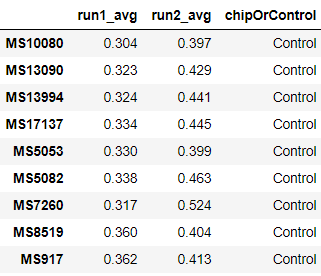 run1_avg run2_avg chipOrControl
MS10080 0.304 0.397 Control
MS13090 0.323 0.429 Control
MS13994 0.324 0.441 Control
MS17137 0.334 0.445 Control
MS5053 0.330 0.399 Control
MS5082 0.338 0.463 Control
MS7260 0.317 0.524 Control
MS8519 0.360 0.404 Control
MS917 0.362 0.413 Control